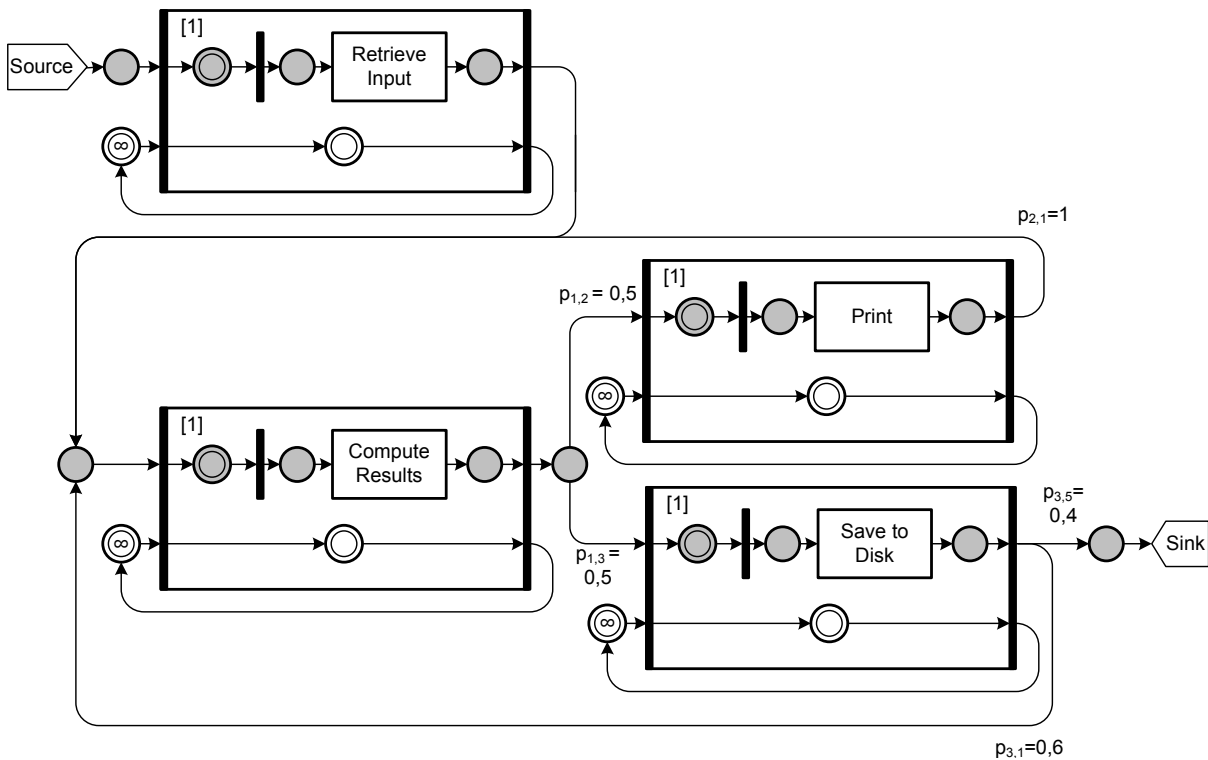 [1]
Source
Retrieve
Input
∞
p2,1=1
[1]
p1,2 = 0,5
Print
∞
[1]
Compute
Results
∞
[1]
p1,3 =
0,5
Save to
Disk
p3,5=
0,4
Sink
∞
p3,1=0,6